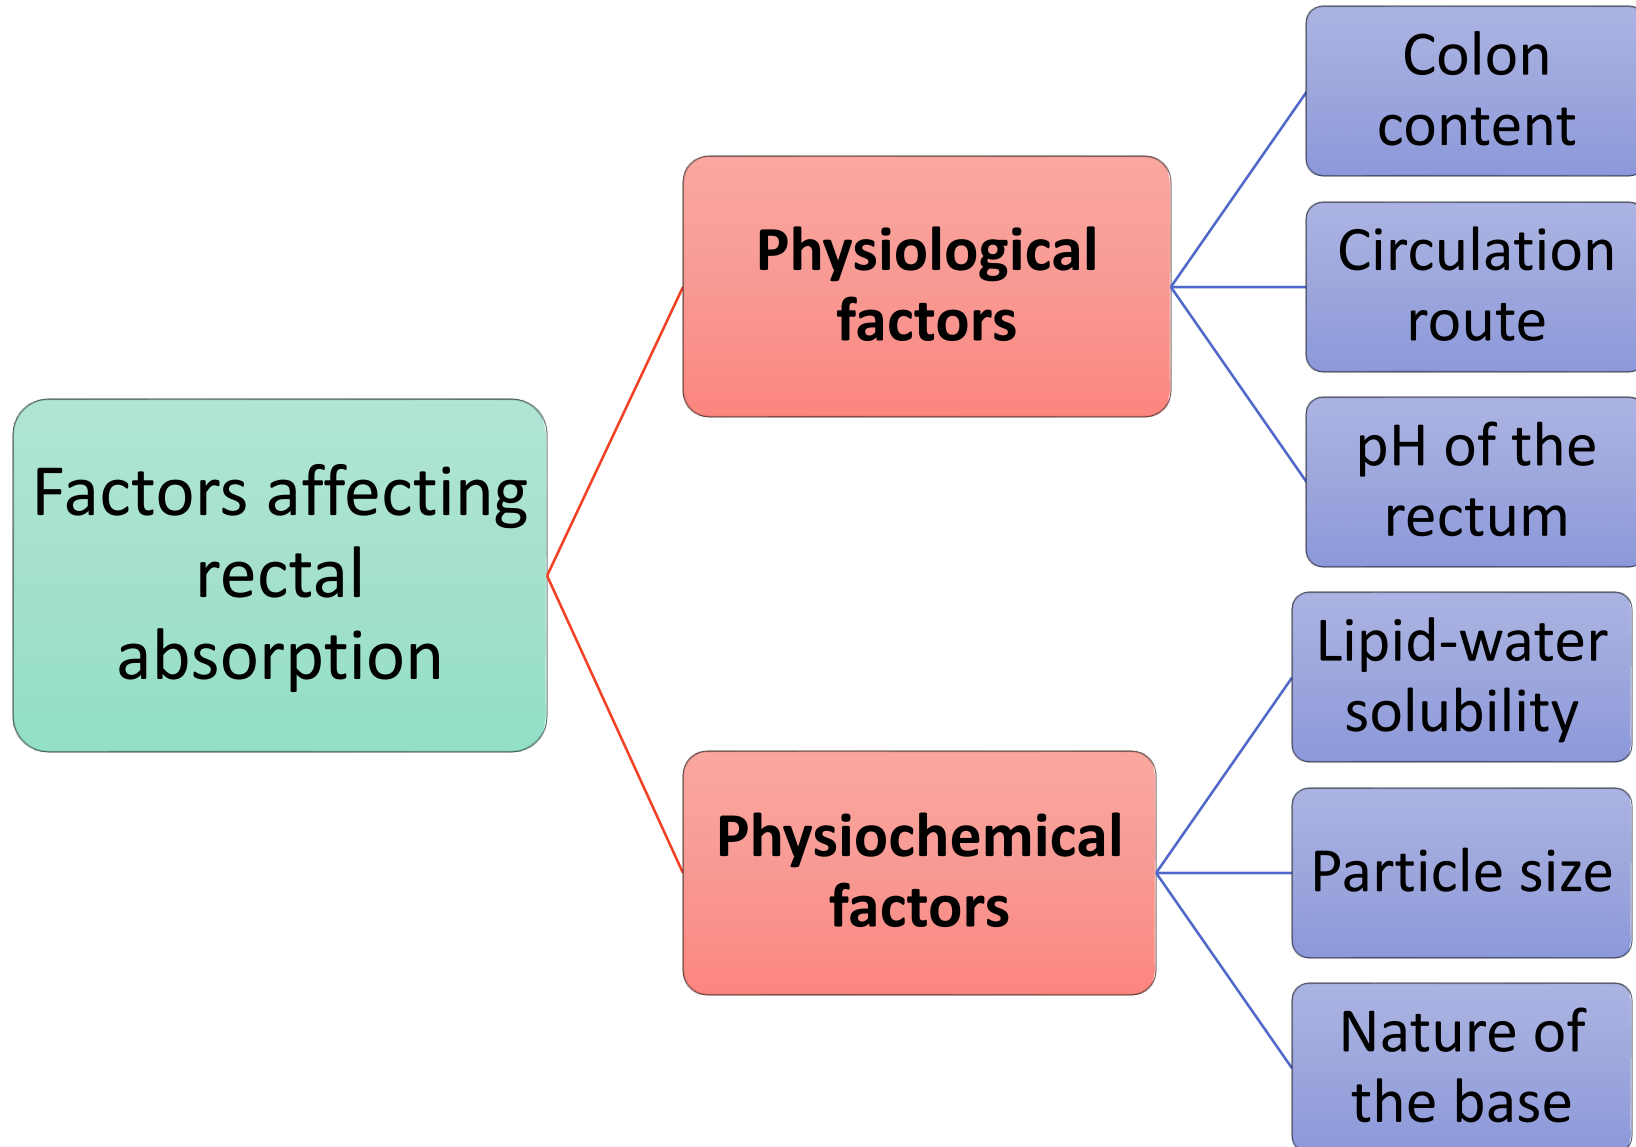 Factors affecting
rectal
absorption
Physiological
factors
Colon
content
Circulation
route
pH of the
rectum
Physiochemical
factors
Lipid-water
solubility
Particle size
Nature of
the base